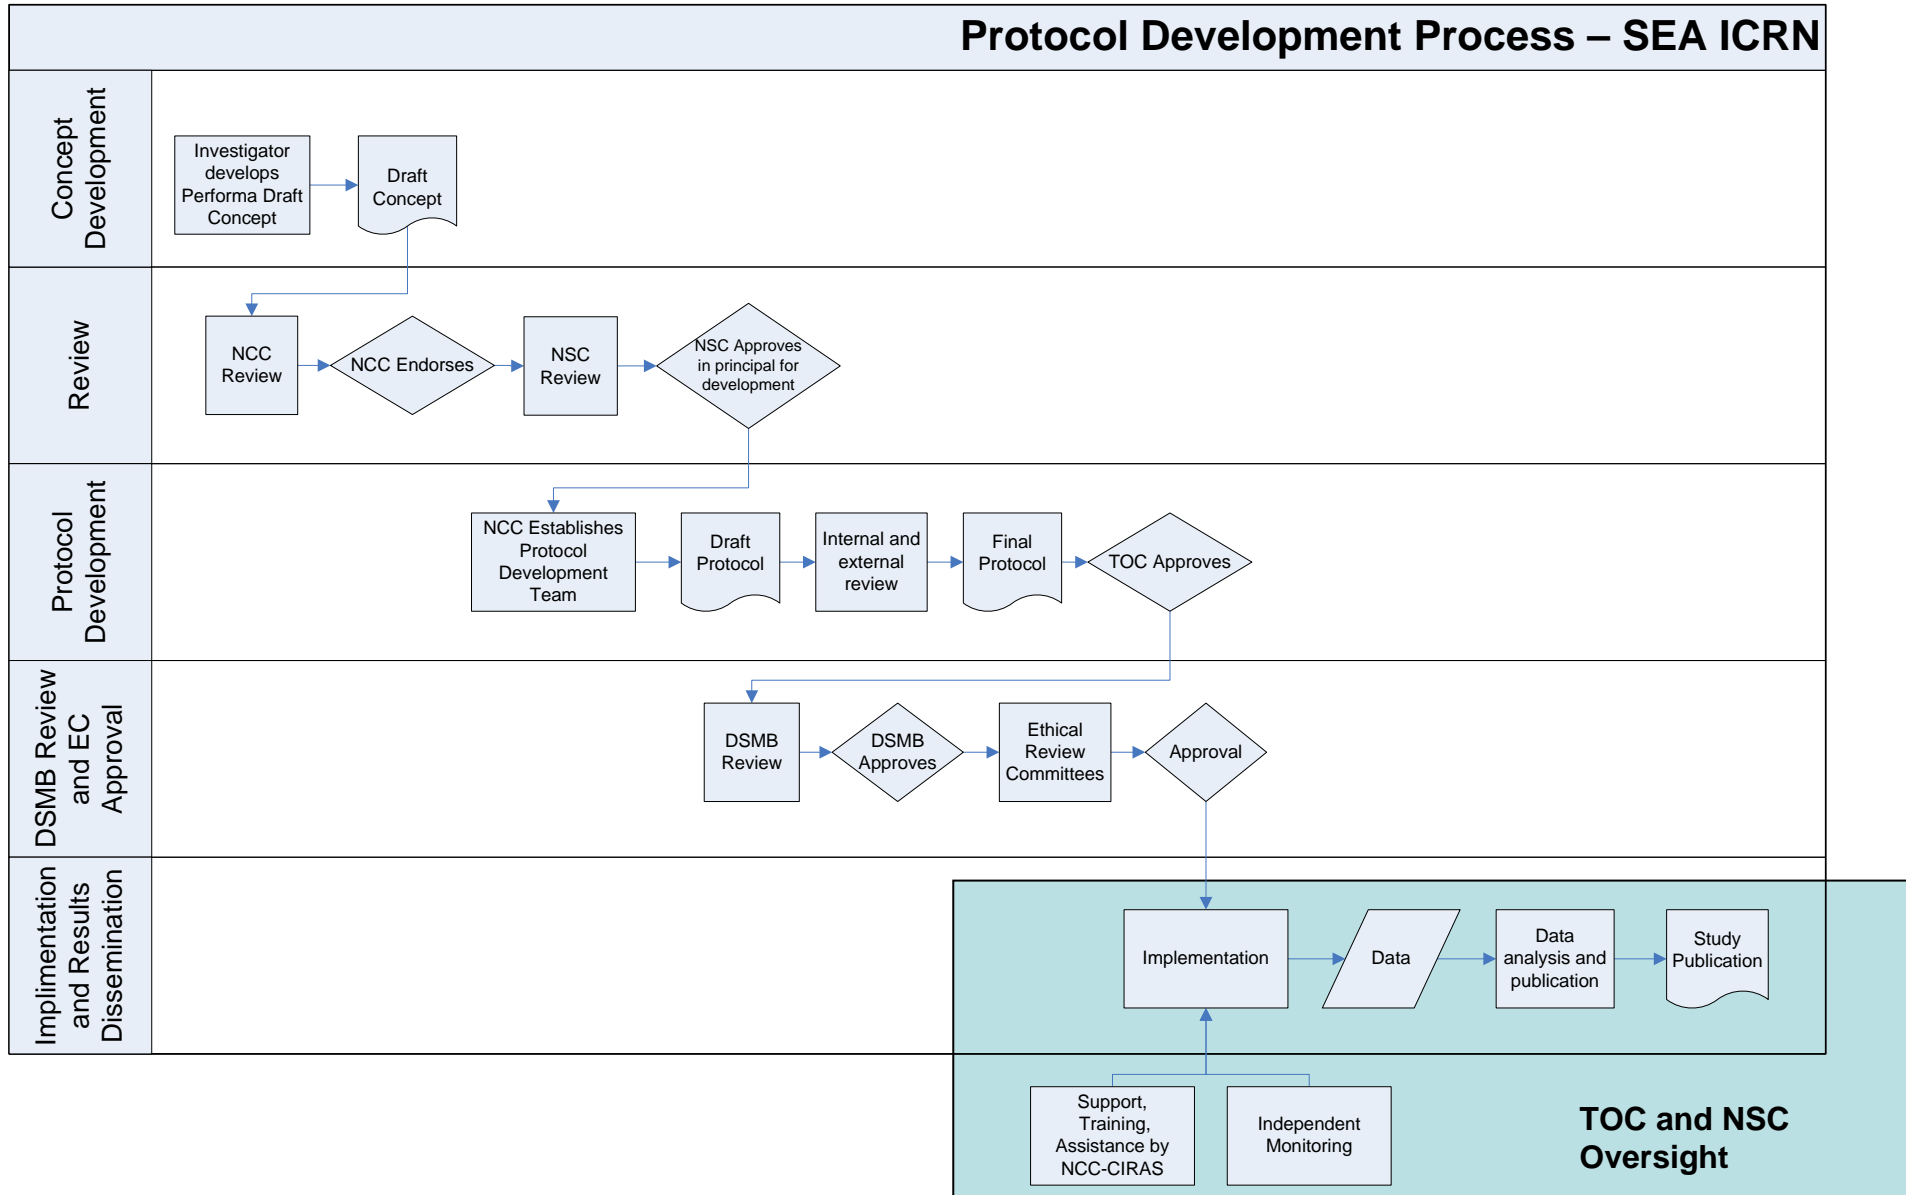 Protocol Development Process – SEA ICRN
Concept
Development
Investigator
develops
Performa Draft
Concept
Draft
Concept
Review
NCC
Review
NCC Endorses
NSC
Review
NSC Approves
in principal for
development
Protocol
Development
NCC Establishes
Protocol
Development
Team
Draft
Protocol
Internal and
external
review
Final
Protocol
TOC Approves
DSMB Review
and EC
Approval
DSMB
Review
DSMB
Approves
Ethical
Review
Committees
Approval
Implimentation
and Results
Dissemination
Implementation
Data
Data
analysis and
publication
Study
Publication
Support,
Training,
Assistance by
NCC-CIRAS
Independent
Monitoring
TOC and NSC
Oversight